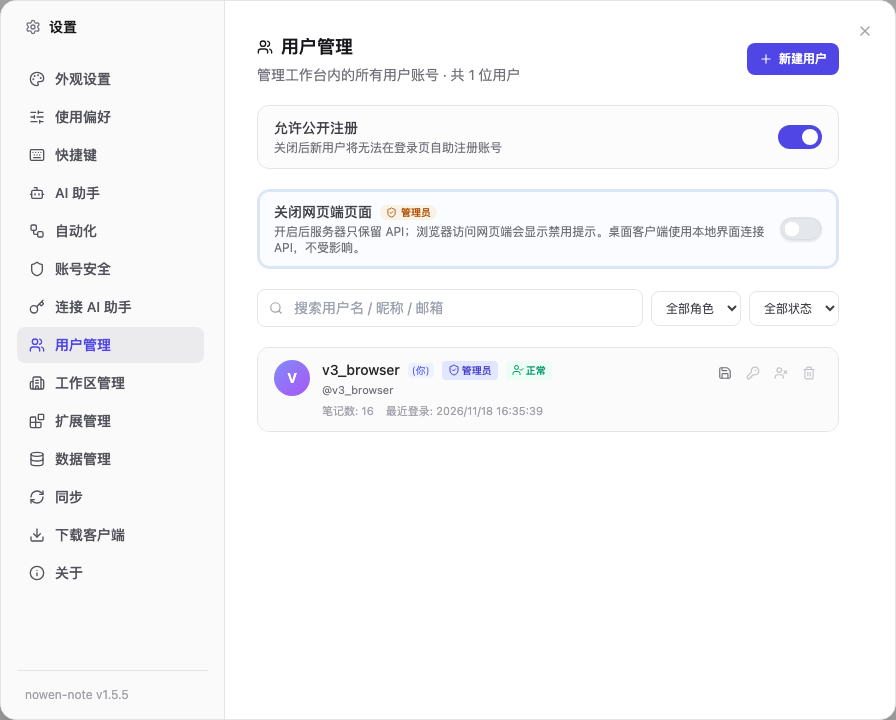 设置
外观设置
使用偏好
快捷键
AI 助手
自动化
账号安全
连接 AI 助手
用户管理
工作区管理
扩展管理
数据管理
同步
下载客户端
关于
nowen-note v1.5.5
用户管理
管理工作台内的所有用户账号 · 共 1 位用户
新建用户
允许公开注册
关闭后新用户将无法在登录页自助注册账号
关闭网页端页面 管理员
开启后服务器只保留 API；浏览器访问网页端会显示禁用提示。桌面客户端使用本地界面连接
API，不受影响。
搜索用户名 / 昵称 / 邮箱 全部角色 全部状态
V v3_browser (你) 管理员 正常
@v3_browser
笔记数: 16 最近登录: 2026/11/18 16:35:39